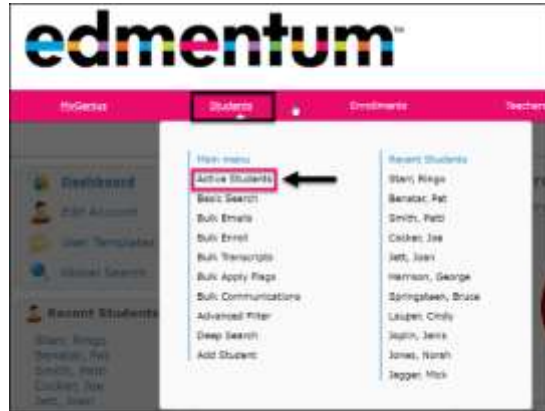 edmentum™
MyGenius Students Enrollments Teachers
Main menu
Active Students
Basic Search
Bulk Emails
Bulk Enroll
Bulk Transcripts
Bulk Apply Flags
Bulk Communications
Advanced Filter
Deep Search
Add Student
Recent Students
Starr, Ringo
Benatar, Pat
Smith, Patti
Cocker, Joe
Jett, Joan
Harrison, George
Springsteen, Bruce
Lauper, Cindy
Joplin, Janis
Jones, Norah
Jagger, Mick
Dashboard
Edit Account
User Templates
Global Search
Recent Students
Starr, Ringo
Benatar, Pat
Smith, Patti
Cocker, Joe
Jett, Joan